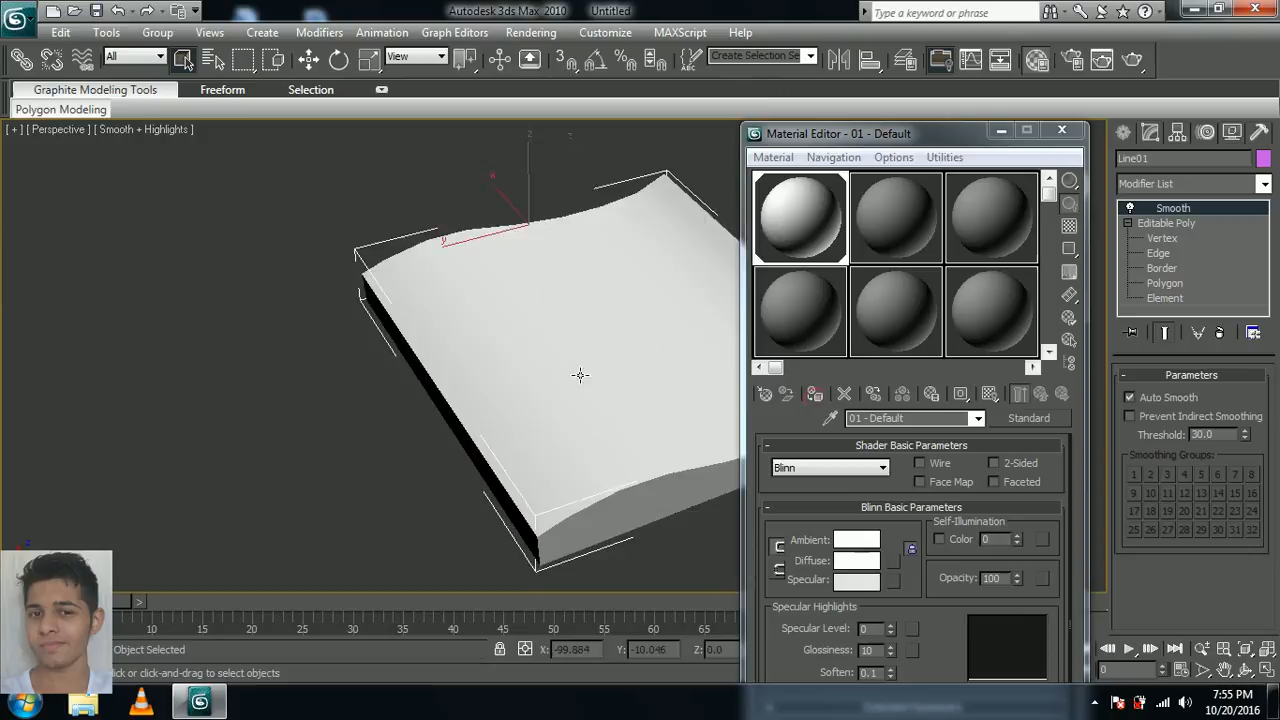 Autodesk 3ds Max 2010 Untitled
Type a keyword or phrase
Edit Tools Group Views Create Modifiers Animation Graph Editors Rendering Customize MAXScript Help
All View Create Selection Se
Graphite Modeling Tools Freeform Selection
Polygon Modeling
[ + ] [ Perspective ] [ Smooth + Highlights ]
z
x
y
Material Editor - 01 - Default
Material Navigation Options Utilities
01 - Default Standard
Shader Basic Parameters
Blinn Wire 2-Sided
Face Map Faceted
Blinn Basic Parameters
Self-Illumination
Ambient: Color 0
Diffuse:
Specular: Opacity: 100
Specular Highlights
Specular Level: 0
Glossiness: 10
Soften: 0.1
Line01
Modifier List
Smooth
Editable Poly
Vertex
Edge
Border
Polygon
Element
Parameters
Auto Smooth
Prevent Indirect Smoothing
Threshold: 30.0
Smoothing Groups:
1 2 3 4 5 6 7 8
9 10 11 12 13 14 15 16
17 18 19 20 21 22 23 24
25 26 27 28 29 30 31 32
10 15 20 25 30 35 40 45 50 55 60 65
Object Selected X: -99.884 Y: -10.046 Z: 0.0
lick or click-and-drag to select objects
0
7:55 PM
10/20/2016